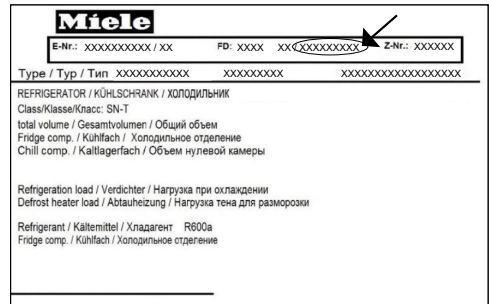 Miele
E-Nr.: XXXXXXXXXX / XX FD: XXXX XX / XXXXXXXXX Z-Nr.: XXXXXX
Type / Typ / Тип XXXXXXXXXXX XXXXXXXXX XXXXXXXXXXXXXXXXXX
REFRIGERATOR / KÜHLSCHRANK / ХОЛОДИЛЬНИК
Class/Klasse/Класс: SN-T
total volume / Gesamtvolumen / Общий объем
Fridge comp. / Kühlfach / Холодильное отделение
Chill comp. / Kaltlagerfach / Объем нулевой камеры
Refrigeration load / Verdichter / Нагрузка при охлаждении
Defrost heater load / Abtauheizung / Нагрузка тена для разморозки
Refrigerant / Kältemittel / Хладагент R600a
Fridge comp. / Kühlfach / Холодильное отделение